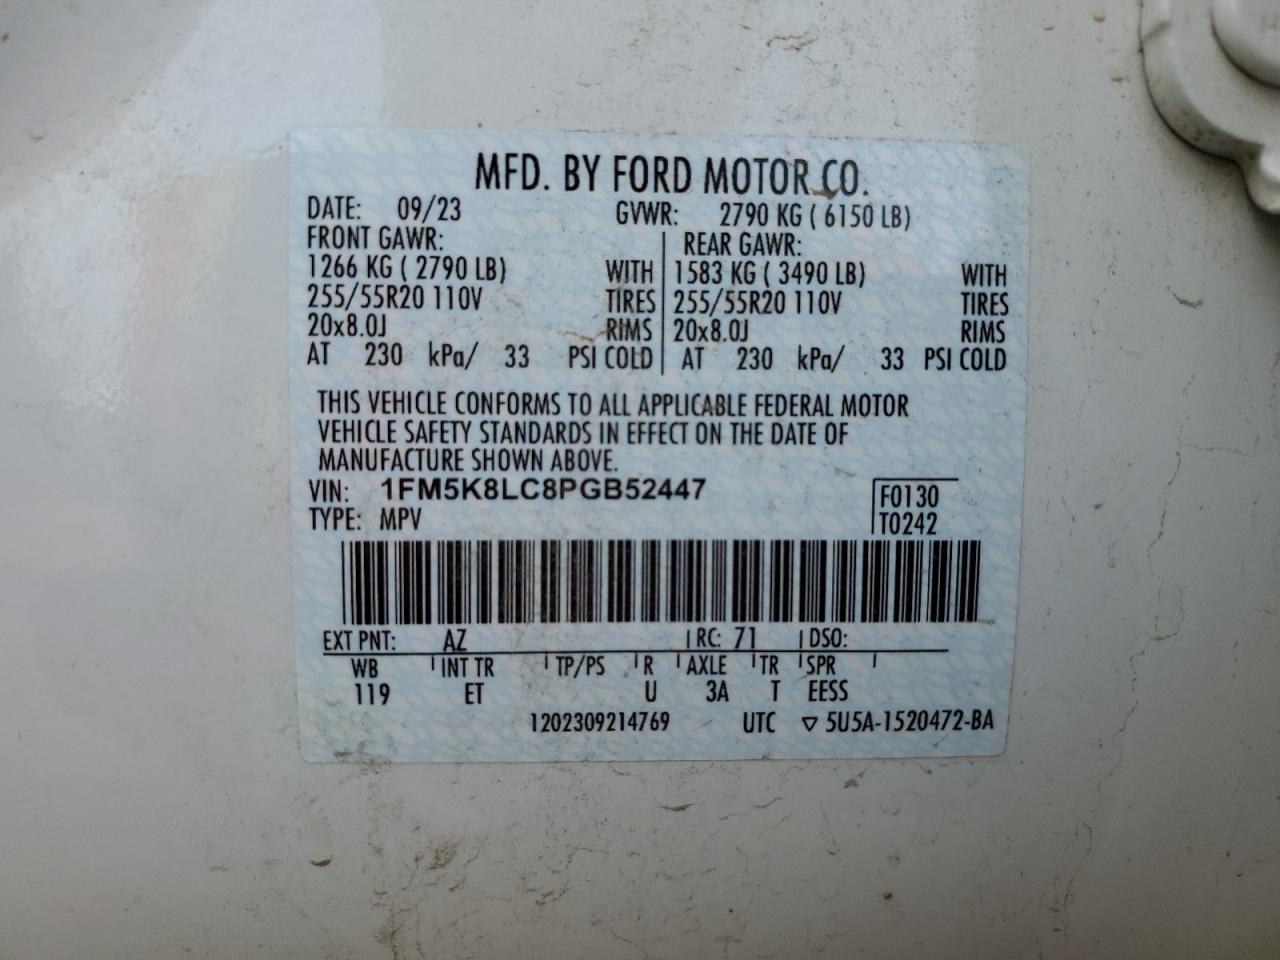 MFD. BY FORD MOTOR CO.
DATE: 09/23 GVWR: 2790 KG ( 6150 LB)
FRONT GAWR: REAR GAWR:
1266 KG ( 2790 LB) WITH 1583 KG ( 3490 LB) WITH
255/55R20 110V TIRES 255/55R20 110V TIRES
20x8.0J RIMS 20x8.0J RIMS
AT 230 kPa/ 33 PSI COLD AT 230 kPa/ 33 PSI COLD
THIS VEHICLE CONFORMS TO ALL APPLICABLE FEDERAL MOTOR
VEHICLE SAFETY STANDARDS IN EFFECT ON THE DATE OF
MANUFACTURE SHOWN ABOVE.
VIN: 1FM5K8LC8PGB52447 F0130
TYPE: MPV T0242
EXT PNT: AZ RC: 71 DSO:
WB INT TR TP/PS R AXLE TR SPR
119 ET U 3A T EESS
1202309214769 UTC ▽ 5U5A-1520472-BA